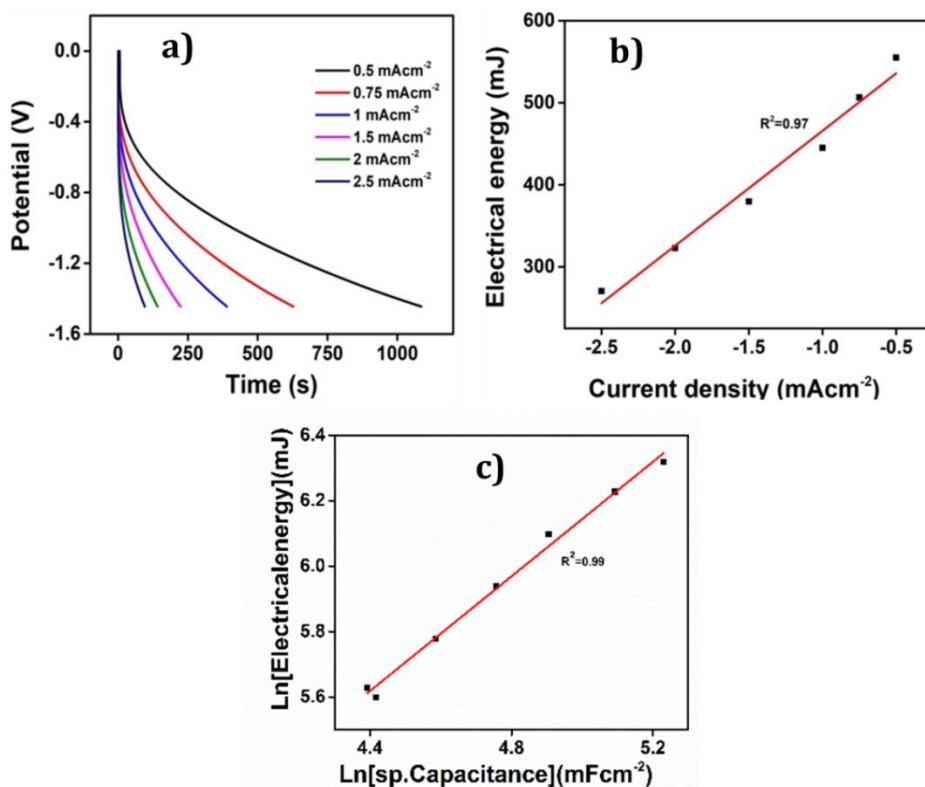 a)
0.0
-0.4
-0.8
-1.2
-1.6
Potential (V)
0.5 mAcm⁻²
0.75 mAcm⁻²
1 mAcm⁻²
1.5 mAcm⁻²
2 mAcm⁻²
2.5 mAcm⁻²
0 250 500 750 1000
Time (s)
b)
600
500
400
300
Electrical energy (mJ)
R²=0.97
-2.5 -2.0 -1.5 -1.0 -0.5
Current density (mAcm⁻²)
c)
6.4
6.2
6.0
5.8
5.6
Ln[Electricalenergy](mJ)
R²=0.99
4.4 4.8 5.2
Ln[sp.Capacitance](mFcm⁻²)